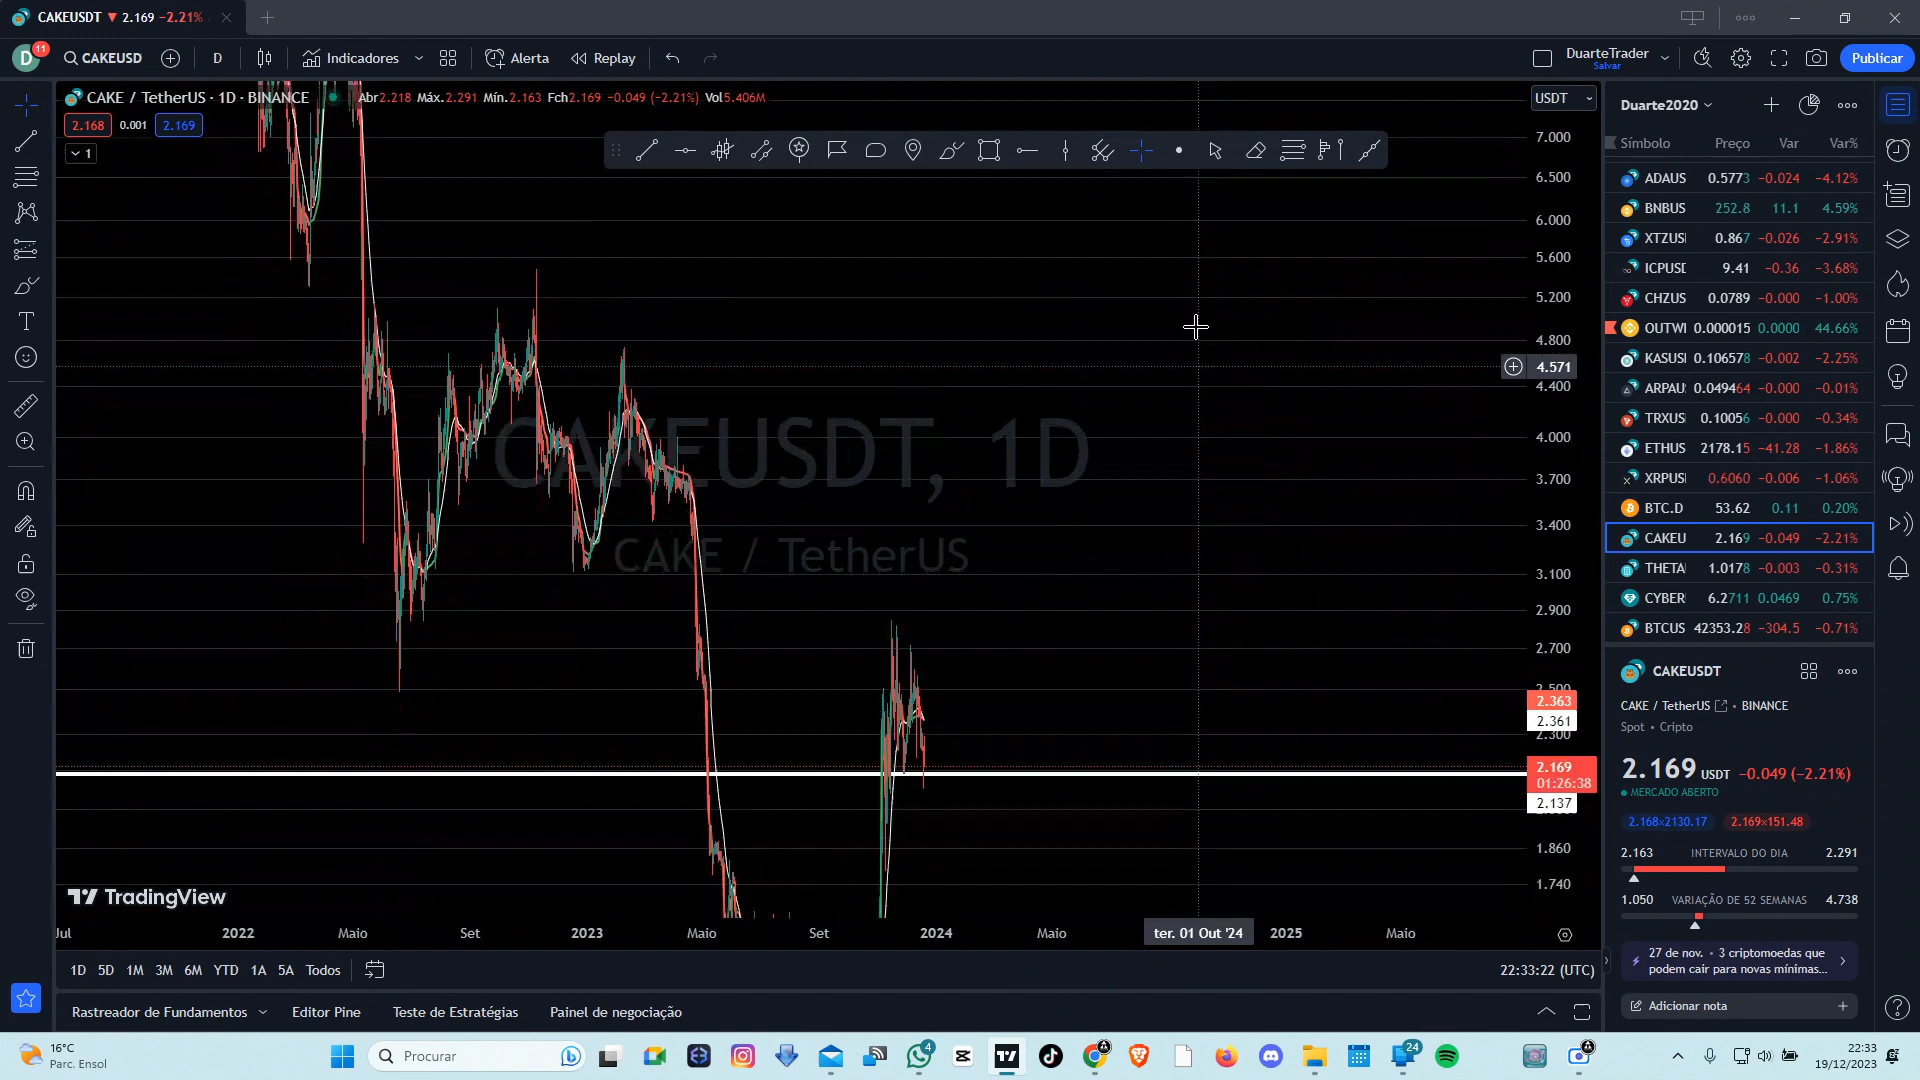 CAKEUSDT ▼ 2.169 −2.21%
D 11 CAKEUSD D Indicadores Alerta Replay DuarteTrader Salvar Publicar
CAKE / TetherUS · 1D · BINANCE Abr2.218 Máx.2.291 Mín.2.163 Fch2.169 −0.049 (−2.21%) Vol5.406M
2.168 0.001 2.169
1
USDT
7.000
6.500
6.000
5.600
5.200
4.800
4.571
4.400
4.000
3.700
3.400
3.100
2.900
2.700
2.500
2.363
2.361
2.300
2.169
01:26:38
2.137
1.860
1.740
CAKEUSDT, 1D
CAKE / TetherUS
TradingView
Jul 2022 Maio Set 2023 Maio Set 2024 Maio ter. 01 Out '24 2025 Maio
1D 5D 1M 3M 6M YTD 1A 5A Todos 22:33:22 (UTC)
Rastreador de Fundamentos Editor Pine Teste de Estratégias Painel de negociação
Duarte2020
Símbolo Preço Var Var%
ADAUS 0.5773 −0.024 −4.12%
BNBUS 252.8 11.1 4.59%
XTZUSI 0.867 −0.026 −2.91%
ICPUSD 9.41 −0.36 −3.68%
CHZUS 0.0789 −0.000 −1.00%
OUTWI 0.000015 0.0000 44.66%
KASUSI 0.106578 −0.002 −2.25%
ARPAU 0.049464 −0.000 −0.01%
TRXUS 0.10056 −0.000 −0.34%
ETHUS 2178.15 −41.28 −1.86%
XRPUSI 0.6060 −0.006 −1.06%
BTC.D 53.62 0.11 0.20%
CAKEU 2.169 −0.049 −2.21%
THETA 1.0178 −0.003 −0.31%
CYBER 6.2711 0.0469 0.75%
BTCUS 42353.28 −304.5 −0.71%
CAKEUSDT
CAKE / TetherUS • BINANCE
Spot • Cripto
2.169 USDT −0.049 (−2.21%)
MERCADO ABERTO
2.168×2130.17 2.169×151.48
2.163 INTERVALO DO DIA 2.291
1.050 VARIAÇÃO DE 52 SEMANAS 4.738
27 de nov. • 3 criptomoedas que
podem cair para novas mínimas...
Adicionar nota
16°C
Parc. Ensol
Procurar
4
24
22:33
19/12/2023